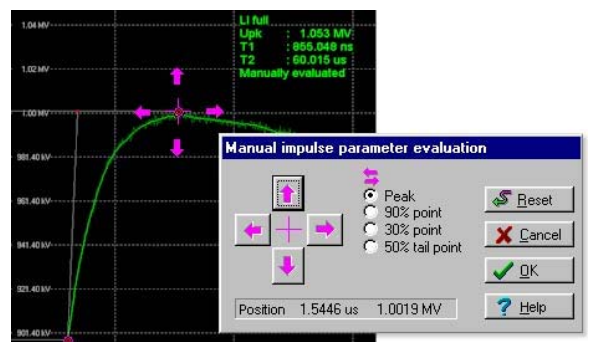 1.04 MV
LI full
Upk : 1.053 MV
T1 : 855.048 ns
T2 : 60.015 us
Manually evaluated
1.02 MV
1.00 MV
981.40 kV
941.40 kV
921.40 kV
901.40 kV
Manual impulse parameter evaluation
Peak
90% point
30% point
50% tail point
Reset
Cancel
OK
Help
Position 1.5446 us 1.0019 MV